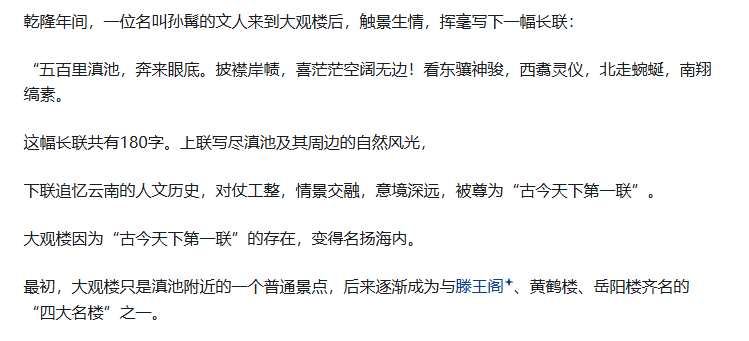 乾隆年间，一位名叫孙髯的文人来到大观楼后，触景生情，挥毫写下一幅长联：
“五百里滇池，奔来眼底。披襟岸帻，喜茫茫空阔无边！看东骧神骏，西翥灵仪，北走蜿蜒，南翔
缟素。
这幅长联共有180字。上联写尽滇池及其周边的自然风光，
下联追忆云南的人文历史，对仗工整，情景交融，意境深远，被尊为“古今天下第一联”。
大观楼因为“古今天下第一联”的存在，变得名扬海内。
最初，大观楼只是滇池附近的一个普通景点，后来逐渐成为与滕王阁、黄鹤楼、岳阳楼齐名的
“四大名楼”之一。